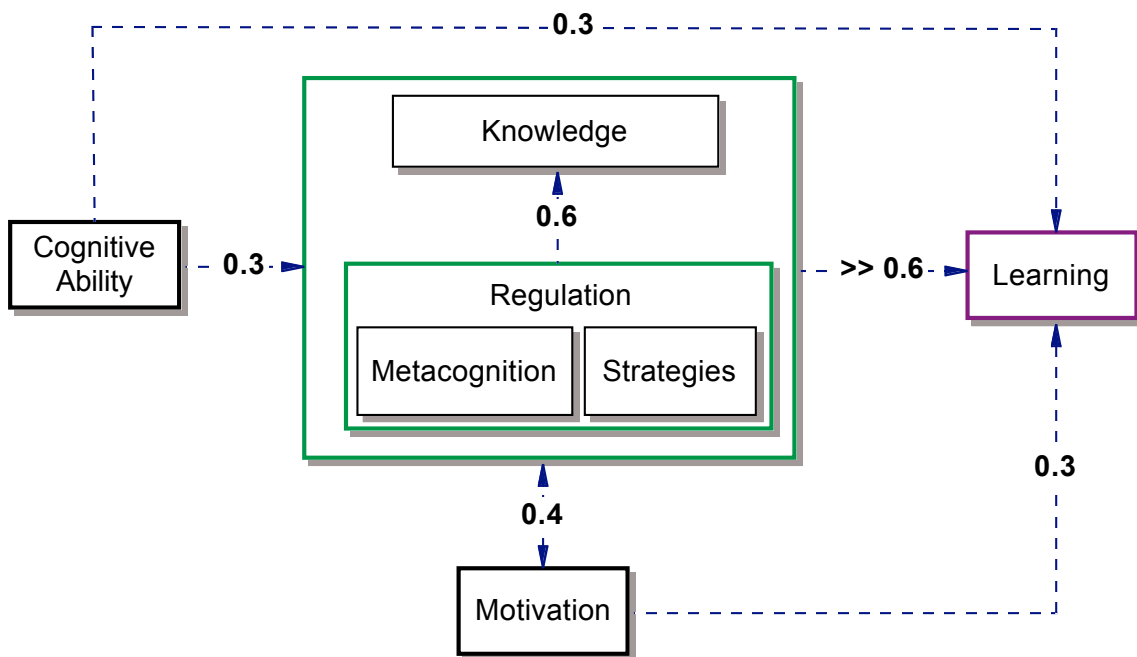 0.3
Knowledge
0.6
Cognitive
Ability
0.3
Regulation
Metacognition
Strategies
>> 0.6
Learning
0.4
0.3
Motivation